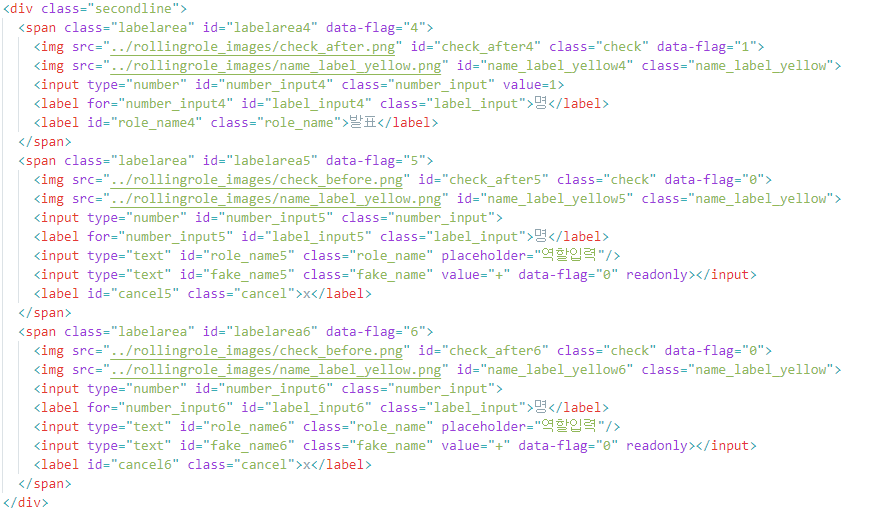 <div class="secondline">
<span class="labelarea" id="labelarea4" data-flag="4">
<img src="../rollingrole_images/check_after.png" id="check_after4" class="check" data-flag="1">
<img src="../rollingrole_images/name_label_yellow.png" id="name_label_yellow4" class="name_label_yellow">
<input type="number" id="number_input4" class="number_input" value=1>
<label for="number_input4" id="label_input4" class="label_input">명</label>
<label id="role_name4" class="role_name">발표</label>
</span>
<span class="labelarea" id="labelarea5" data-flag="5">
<img src="../rollingrole_images/check_before.png" id="check_after5" class="check" data-flag="0">
<img src="../rollingrole_images/name_label_yellow.png" id="name_label_yellow5" class="name_label_yellow">
<input type="number" id="number_input5" class="number_input">
<label for="number_input5" id="label_input5" class="label_input">명</label>
<input type="text" id="role_name5" class="role_name" placeholder="역할입력"/>
<input type="text" id="fake_name5" class="fake_name" value="+" data-flag="0" readonly></input>
<label id="cancel5" class="cancel">x</label>
</span>
<span class="labelarea" id="labelarea6" data-flag="6">
<img src="../rollingrole_images/check_before.png" id="check_after6" class="check" data-flag="0">
<img src="../rollingrole_images/name_label_yellow.png" id="name_label_yellow6" class="name_label_yellow">
<input type="number" id="number_input6" class="number_input">
<label for="number_input6" id="label_input6" class="label_input">명</label>
<input type="text" id="role_name6" class="role_name" placeholder="역할입력"/>
<input type="text" id="fake_name6" class="fake_name" value="+" data-flag="0" readonly></input>
<label id="cancel6" class="cancel">x</label>
</span>
</div>